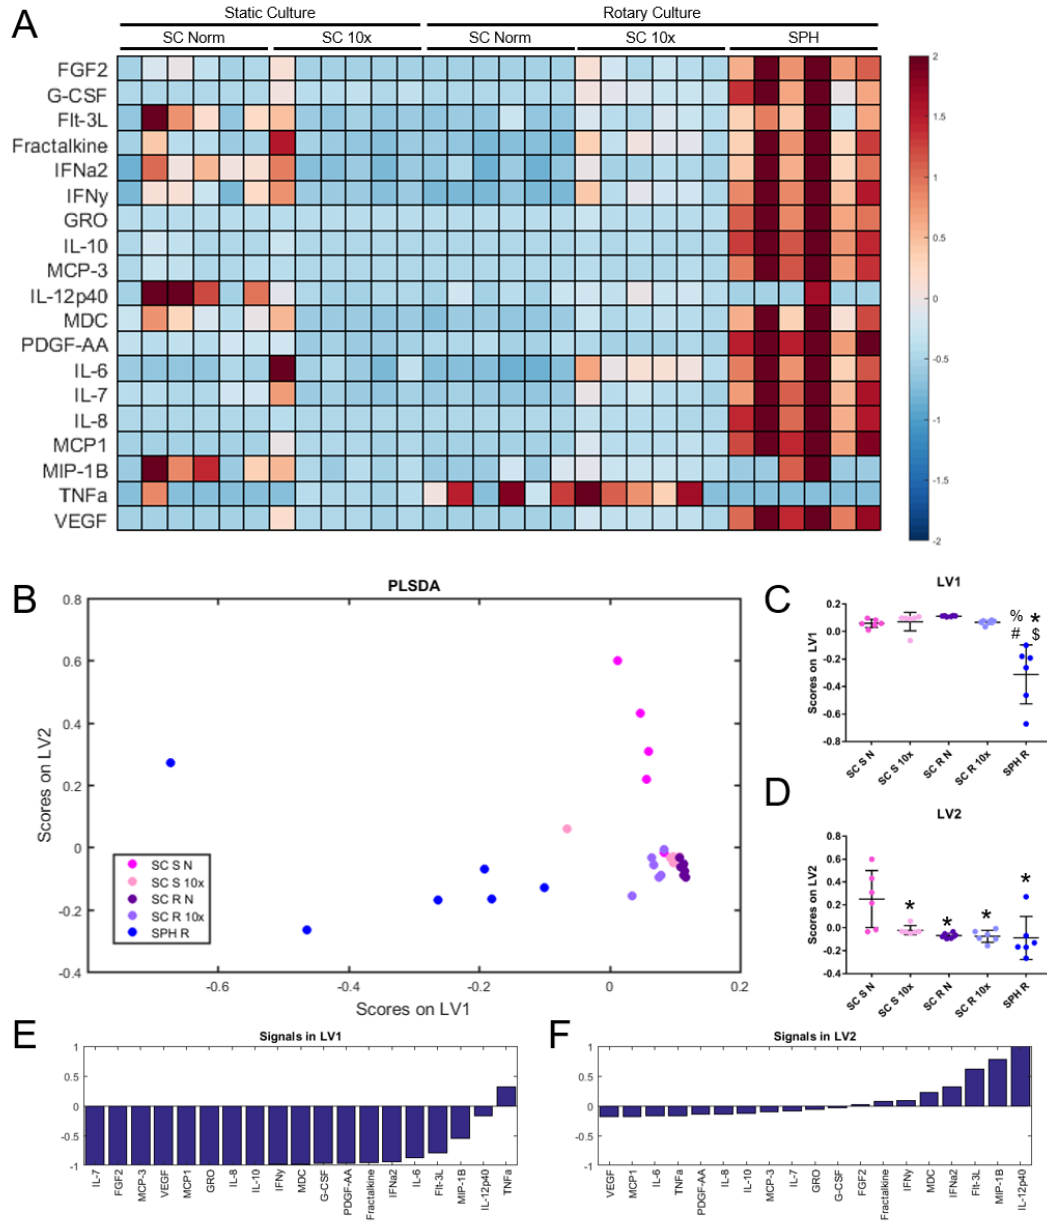 A
Static Culture
Rotary Culture
SC Norm
SC 10x
SC Norm
SC 10x
SPH
FGF2
G-CSF
Flt-3L
Fractalkine
IFNa2
IFNy
GRO
IL-10
MCP-3
IL-12p40
MDC
PDGF-AA
IL-6
IL-7
IL-8
MCP1
MIP-1B
TNFa
VEGF
2
1.5
1
0.5
0
-0.5
-1
-1.5
-2
B
PLSDA
Scores on LV2
0.8
0.6
0.4
0.2
0
-0.2
-0.4
-0.6
-0.4
-0.2
0
0.2
Scores on LV1
SC S N
SC S 10x
SC R N
SC R 10x
SPH R
C
LV1
Scores on LV1
0.2
0.0
-0.2
-0.4
-0.6
-0.8
% *
# $
SC S N
SC S 10x
SC R N
SC R 10x
SPH R
D
LV2
Scores on LV2
0.8
0.6
0.4
0.2
0.0
-0.2
-0.4
*
*
*
*
SC S N
SC S 10x
SC R N
SC R 10x
SPH R
E
Signals in LV1
1
0.5
0
-0.5
-1
IL-7
FGF2
MCP-3
VEGF
MCP1
GRO
IL-8
IL-10
IFNy
MDC
G-CSF
PDGF-AA
Fractalkine
IFNa2
IL-6
Flt-3L
MIP-1B
IL-12p40
TNFa
F
Signals in LV2
1
0.5
0
-0.5
-1
VEGF
MCP1
IL-6
TNFa
PDGF-AA
IL-8
IL-10
MCP-3
IL-7
GRO
G-CSF
FGF2
Fractalkine
IFNy
MDC
IFNa2
Flt-3L
MIP-1B
IL-12p40